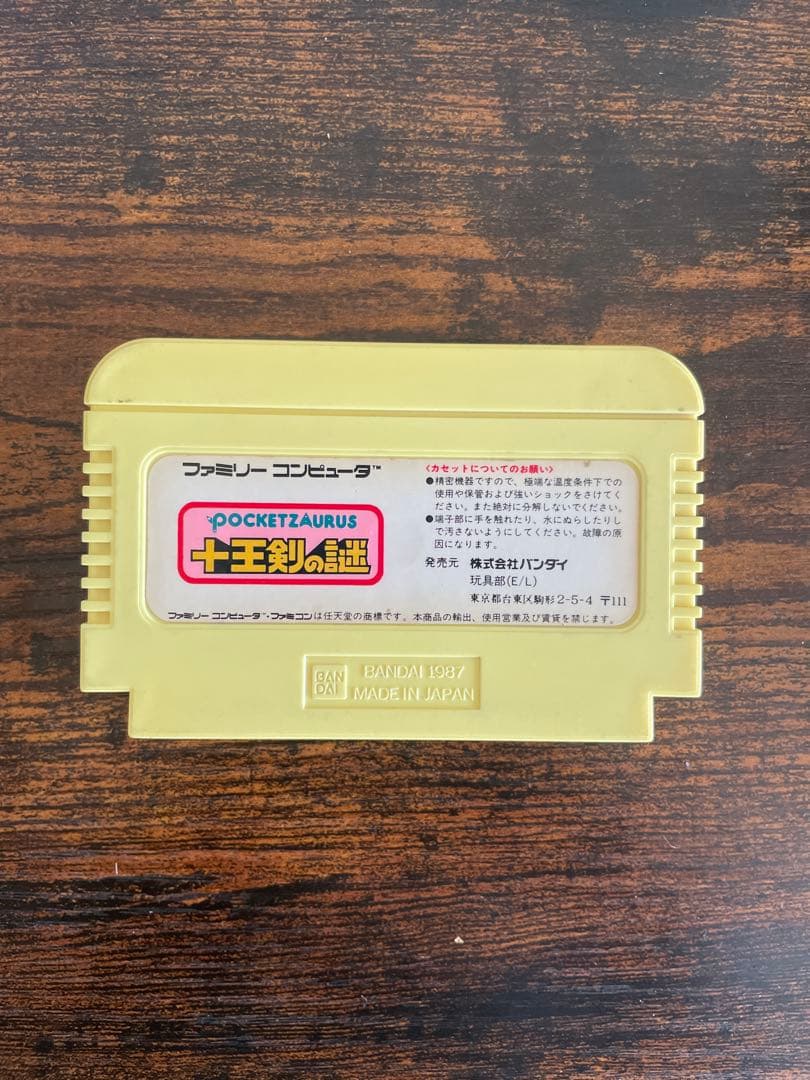 ファミリー コンピュータ™
POCKETZAURUS
十王剣の謎
〈カセットについてのお願い〉
●精密機器ですので、極端な温度条件下での
使用や保管および強いショックをさけてく
ださい。また絶対に分解しないでください。
●端子部に手を触れたり、水にぬらしたりし
て汚さないようにしてください。故障の原
因になります。
発売元 株式会社バンダイ
玩具部(E/L)
東京都台東区駒形2-5-4 〒111
ファミリー コンピュータ™・ファミコンは任天堂の商標です。本商品の輸出、使用営業及び賃貸を禁じます。
BAN
DAI
BANDAI 1987
MADE IN JAPAN